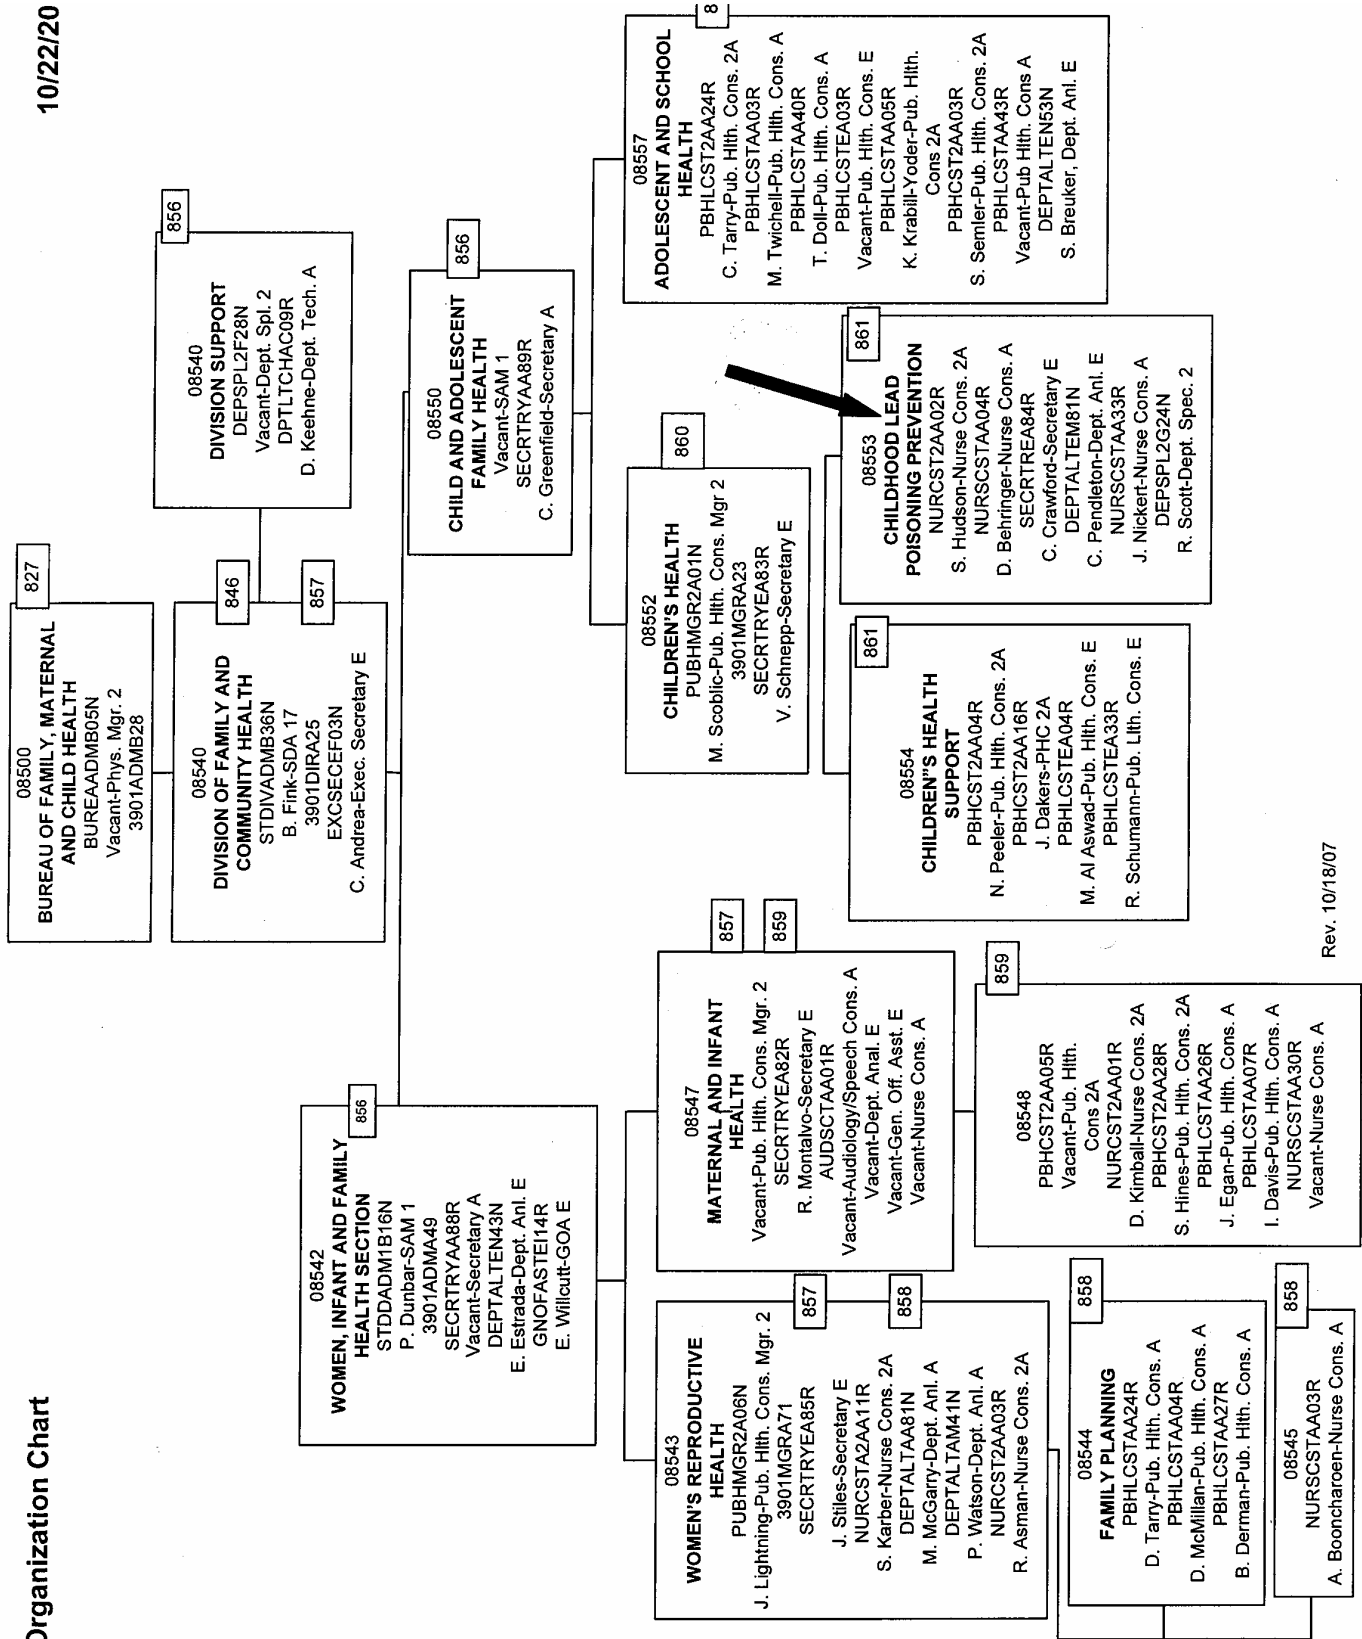 Organization Chart
10/22/20
827
08500
BUREAU OF FAMILY, MATERNAL
AND CHILD HEALTH
BUREAADMB05N
Vacant-Phys. Mgr. 2
3901ADMB28
846
857
08540
DIVISION OF FAMILY AND
COMMUNITY HEALTH
STDIVADMB36N
B. Fink-SDA 17
3901DIRA25
EXCSECEF03N
C. Andrea-Exec. Secretary E
856
08540
DIVISION SUPPORT
DEPSPL2F28N
Vacant-Dept. Spl. 2
DPTLTCHAC09R
D. Keehne-Dept. Tech. A
856
08542
WOMEN, INFANT AND FAMILY
HEALTH SECTION
STDDADM1B16N
P. Dunbar-SAM 1
3901ADMA49
SECRTRYAA88R
Vacant-Secretary A
DEPTALTEN43N
E. Estrada-Dept. Anl. E
GNOFASTEI14R
E. Willcutt-GOA E
856
08550
CHILD AND ADOLESCENT
FAMILY HEALTH
Vacant-SAM 1
SECRTRYAA89R
C. Greenfield-Secretary A
857
858
08543
WOMEN'S REPRODUCTIVE
HEALTH
PUBHMGR2A06N
J. Lightning-Pub. Hlth. Cons. Mgr. 2
3901MGRA71
SECRTRYEA85R
J. Stiles-Secretary E
NURCSTA2AA11R
S. Karber-Nurse Cons. 2A
DEPTALTAA81N
M. McGarry-Dept. Anl. A
DEPTALTAM41N
P. Watson-Dept. Anl. A
NURCST2AA03R
R. Asman-Nurse Cons. 2A
857
859
08547
MATERNAL AND INFANT
HEALTH
Vacant-Pub. Hlth. Cons. Mgr. 2
SECRTRYEA82R
R. Montalvo-Secretary E
AUDSCTAA01R
Vacant-Audiology/Speech Cons. A
Vacant-Dept. Anal. E
Vacant-Gen. Off. Asst. E
Vacant-Nurse Cons. A
860
08552
CHILDREN'S HEALTH
PUBHMGR2A01N
M. Scoblic-Pub. Hlth. Cons. Mgr 2
3901MGRA23
SECRTRYEA83R
V. Schnepp-Secretary E
8
08557
ADOLESCENT AND SCHOOL
HEALTH
PBHLCST2AA24R
C. Tarry-Pub. Hlth. Cons. 2A
PBHLCSTAA03R
M. Twichell-Pub. Hlth Cons. A
PBHLCSTAA40R
T. Doll-Pub. Hlth. Cons. A
PBHLCSTEA03R
Vacant-Pub. Hlth Cons. E
PBHLCSTAA05R
K. Krabill-Yoder-Pub. Hlth.
Cons 2A
PBHCST2AA03R
S. Semler-Pub. Hlth. Cons. 2A
PBHLCSTAA43R
Vacant-Pub Hlth. Cons A
DEPTALTEN53N
S. Breuker, Dept. Anl. E
858
08544
FAMILY PLANNING
PBHLCSTAA24R
D. Tarry-Pub. Hlth. Cons. A
PBHLCSTAA04R
D. McMillan-Pub. Hlth. Cons. A
PBHLCSTAA27R
B. Derman-Pub. Hlth. Cons. A
858
08545
NURSCSTAA03R
A. Booncharoen-Nurse Cons. A
859
08548
PBHCST2AA05R
Vacant-Pub. Hlth.
Cons 2A
NURCST2AA01R
D. Kimball-Nurse Cons. 2A
PBHCST2AA28R
S. Hines-Pub. Hlth Cons. 2A
PBHLCSTAA26R
J. Egan-Pub. Hlth Cons. A
PBHLCSTAA07R
I. Davis-Pub. Hlth. Cons. A
NURSCSTAA30R
Vacant-Nurse Cons. A
861
08554
CHILDREN"S HEALTH
SUPPORT
PBHCST2AA04R
N. Peeler-Pub. Hlth. Cons. 2A
PBHCST2AA16R
J. Dakers-PHC 2A
PBHLCSTEA04R
M. Al Aswad-Pub. Hlth Cons. E
PBHLCSTEA33R
R. Schumann-Pub. Llth. Cons. E
861
08553
CHILDHOOD LEAD
POISONING PREVENTION
NURCST2AA02R
S. Hudson-Nurse Cons. 2A
NURSCSTAA04R
D. Behringer-Nurse Cons. A
SECRTREA84R
C. Crawford-Secretary E
DEPTALTEM81N
C. Pendleton-Dept. Anl. E
NURSCSTAA33R
J. Nickert-Nurse Cons. A
DEPSPL2G24N
R. Scott-Dept. Spec. 2
Rev. 10/18/07